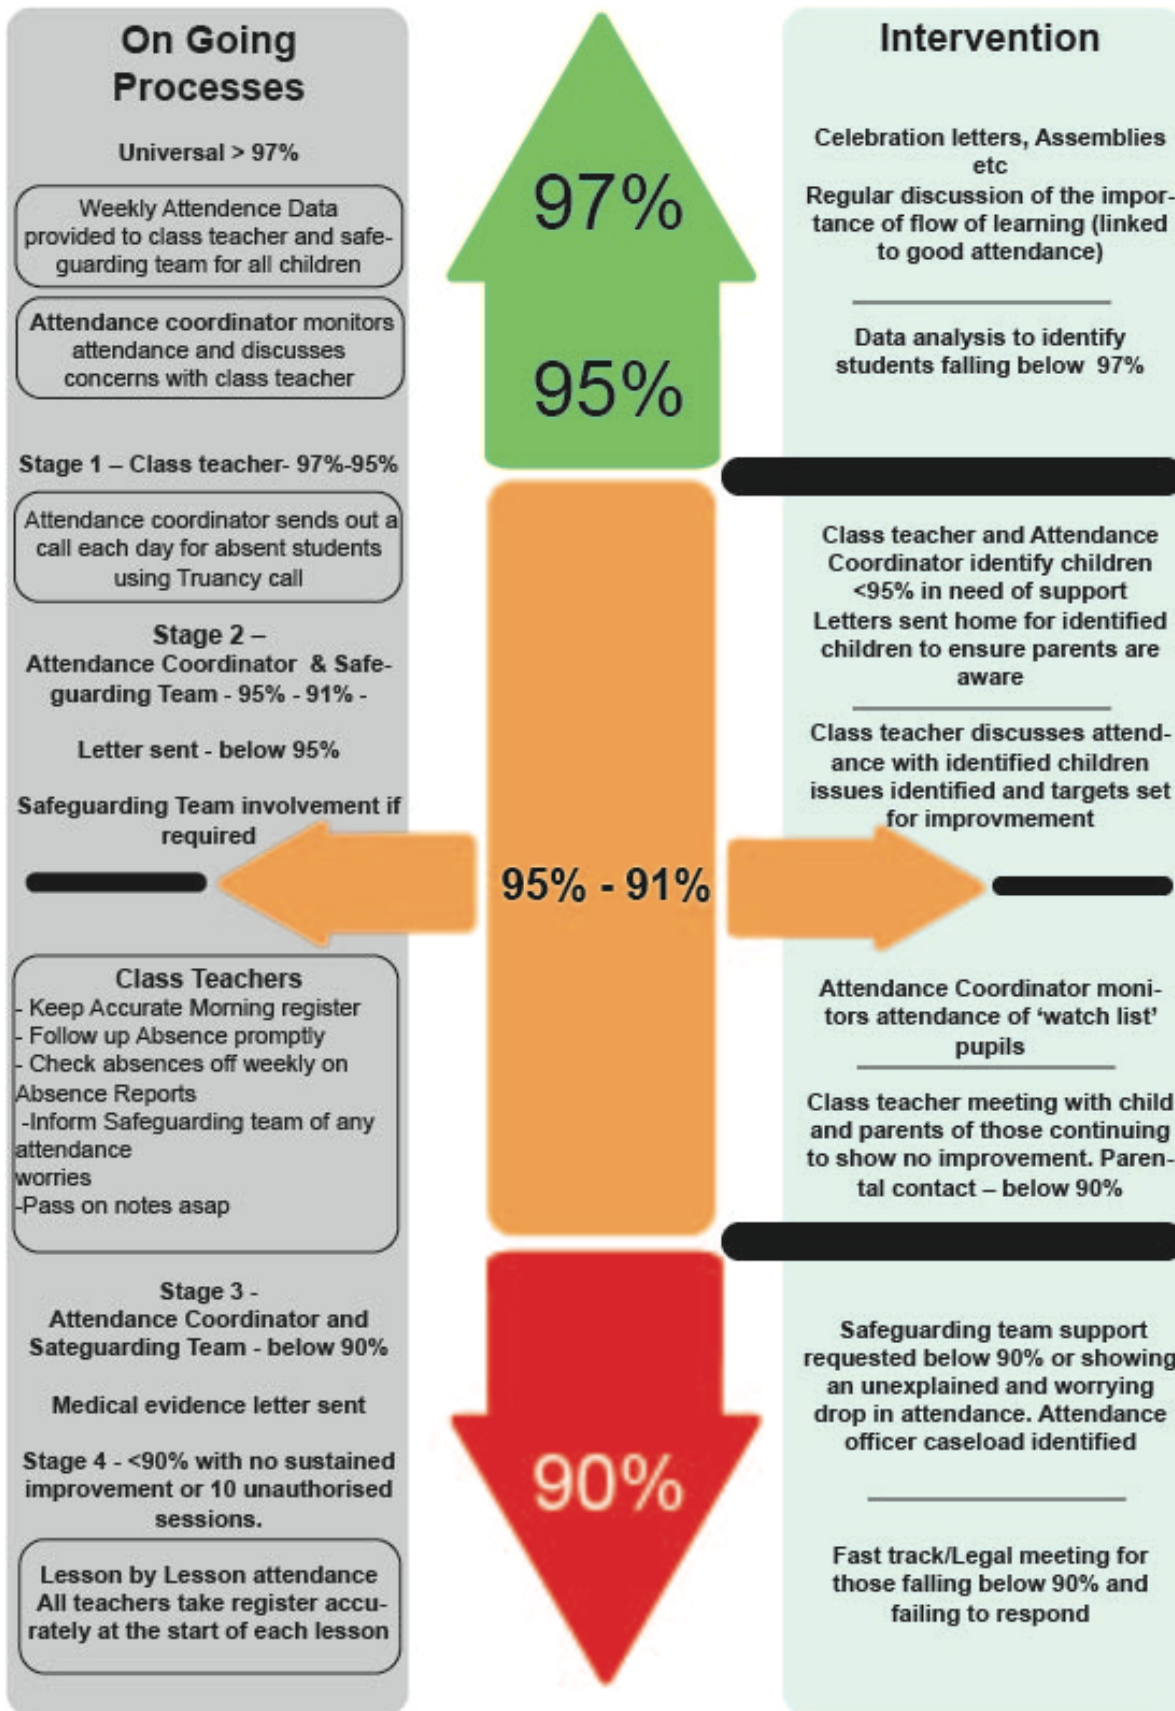 On Going
Processes
Universal > 97%
Weekly Attendence Data
provided to class teacher and safe-
guarding team for all children
Attendance coordinator monitors
attendance and discusses
concerns with class teacher
Stage 1 – Class teacher- 97%-95%
Attendance coordinator sends out a
call each day for absent students
using Truancy call
Stage 2 –
Attendance Coordinator & Safe-
guarding Team - 95% - 91% -
Letter sent - below 95%
Safeguarding Team involvement if
required
Class Teachers
- Keep Accurate Morning register
- Follow up Absence promptly
- Check absences off weekly on
Absence Reports
-Inform Safeguarding team of any
attendance
worries
-Pass on notes asap
Stage 3 -
Attendance Coordinator and
Sateguarding Team - below 90%
Medical evidence letter sent
Stage 4 - <90% with no sustained
improvement or 10 unauthorised
sessions.
Lesson by Lesson attendance
All teachers take register accu-
rately at the start of each lesson
97%
95%
95% - 91%
90%
Intervention
Celebration letters, Assemblies
etc
Regular discussion of the impor-
tance of flow of learning (linked
to good attendance)
Data analysis to identify
students falling below 97%
Class teacher and Attendance
Coordinator identify children
<95% in need of support
Letters sent home for identified
children to ensure parents are
aware
Class teacher discusses attend-
ance with identified children
issues identified and targets set
for improvmement
Attendance Coordinator moni-
tors attendance of ‘watch list’
pupils
Class teacher meeting with child
and parents of those continuing
to show no improvement. Paren-
tal contact – below 90%
Safeguarding team support
requested below 90% or showing
an unexplained and worrying
drop in attendance. Attendance
officer caseload identified
Fast track/Legal meeting for
those falling below 90% and
failing to respond